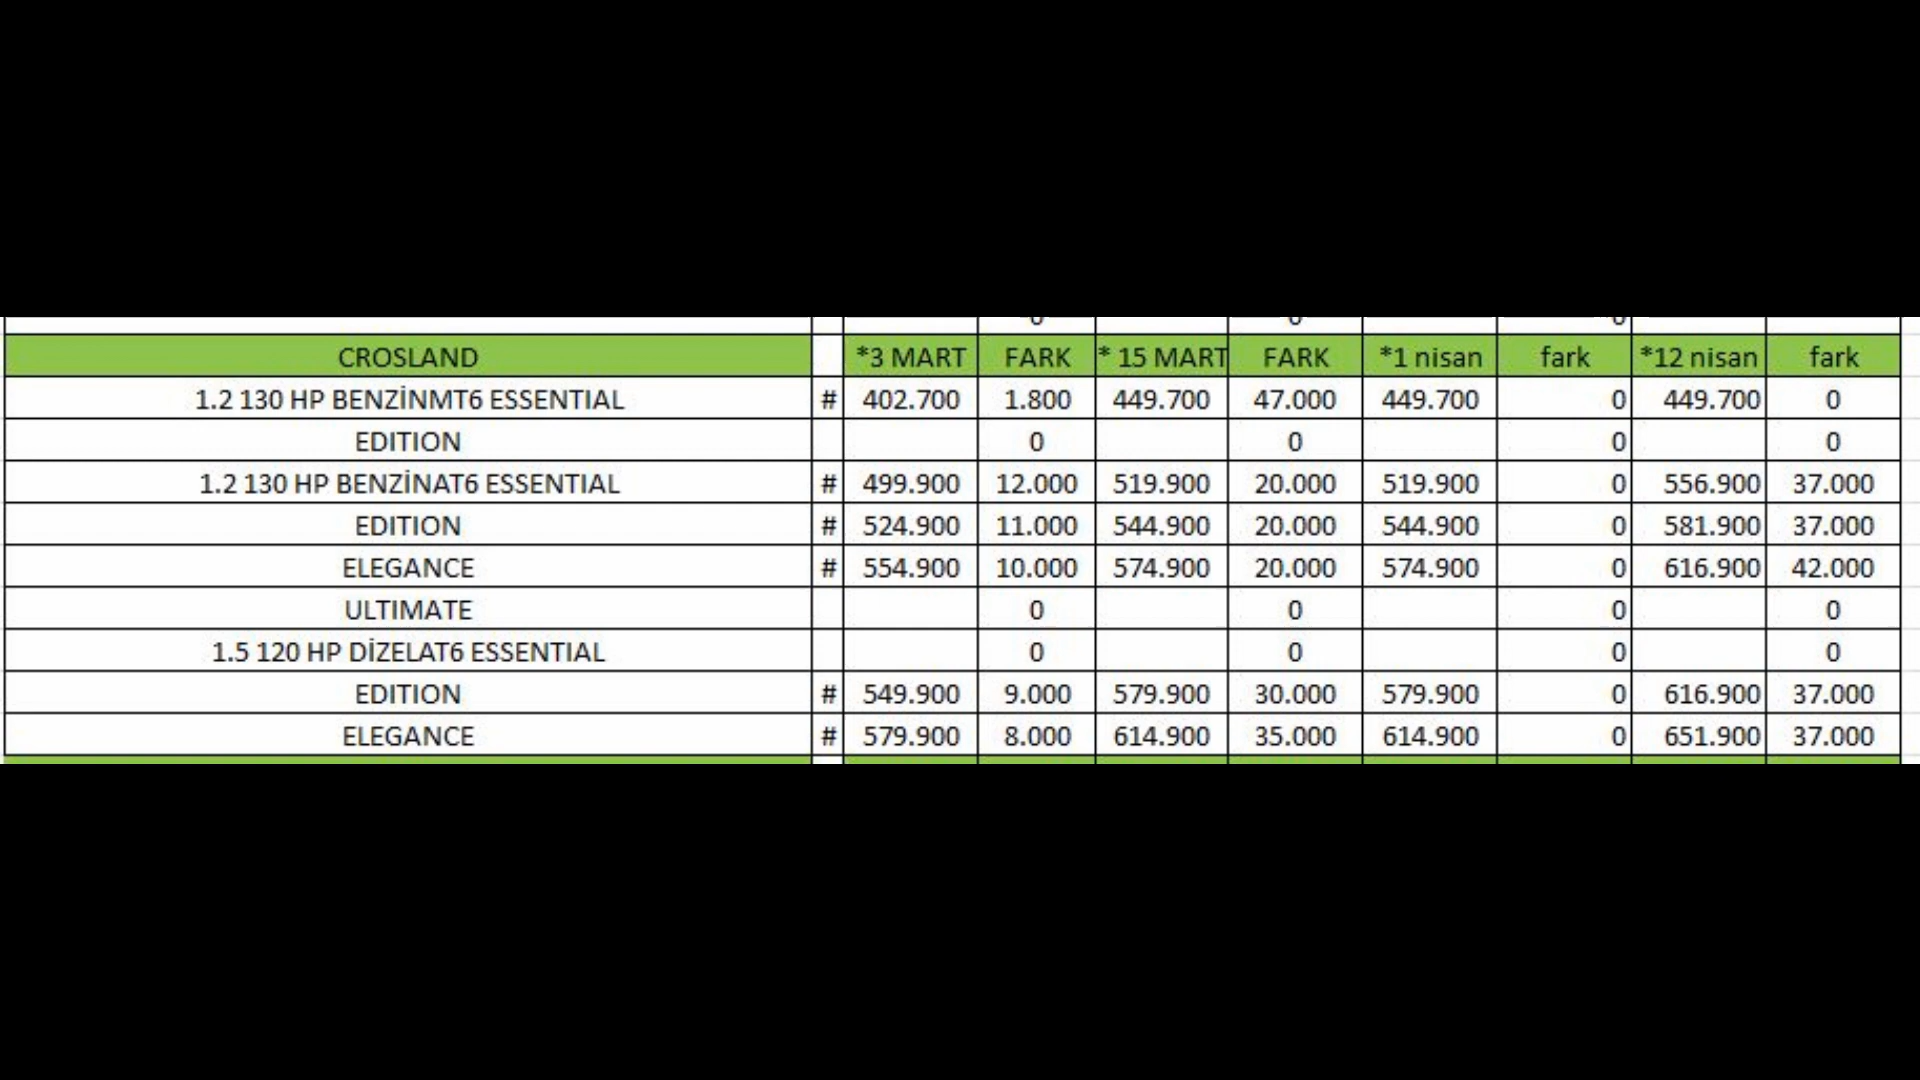 0 0 0
CROSLAND *3 MART FARK * 15 MART FARK *1 nisan fark *12 nisan fark
1.2 130 HP BENZİNMT6 ESSENTIAL # 402.700 1.800 449.700 47.000 449.700 0 449.700 0
EDITION 0 0 0 0
1.2 130 HP BENZİNAT6 ESSENTIAL # 499.900 12.000 519.900 20.000 519.900 0 556.900 37.000
EDITION # 524.900 11.000 544.900 20.000 544.900 0 581.900 37.000
ELEGANCE # 554.900 10.000 574.900 20.000 574.900 0 616.900 42.000
ULTIMATE 0 0 0 0
1.5 120 HP DİZELAT6 ESSENTIAL 0 0 0 0
EDITION # 549.900 9.000 579.900 30.000 579.900 0 616.900 37.000
ELEGANCE # 579.900 8.000 614.900 35.000 614.900 0 651.900 37.000